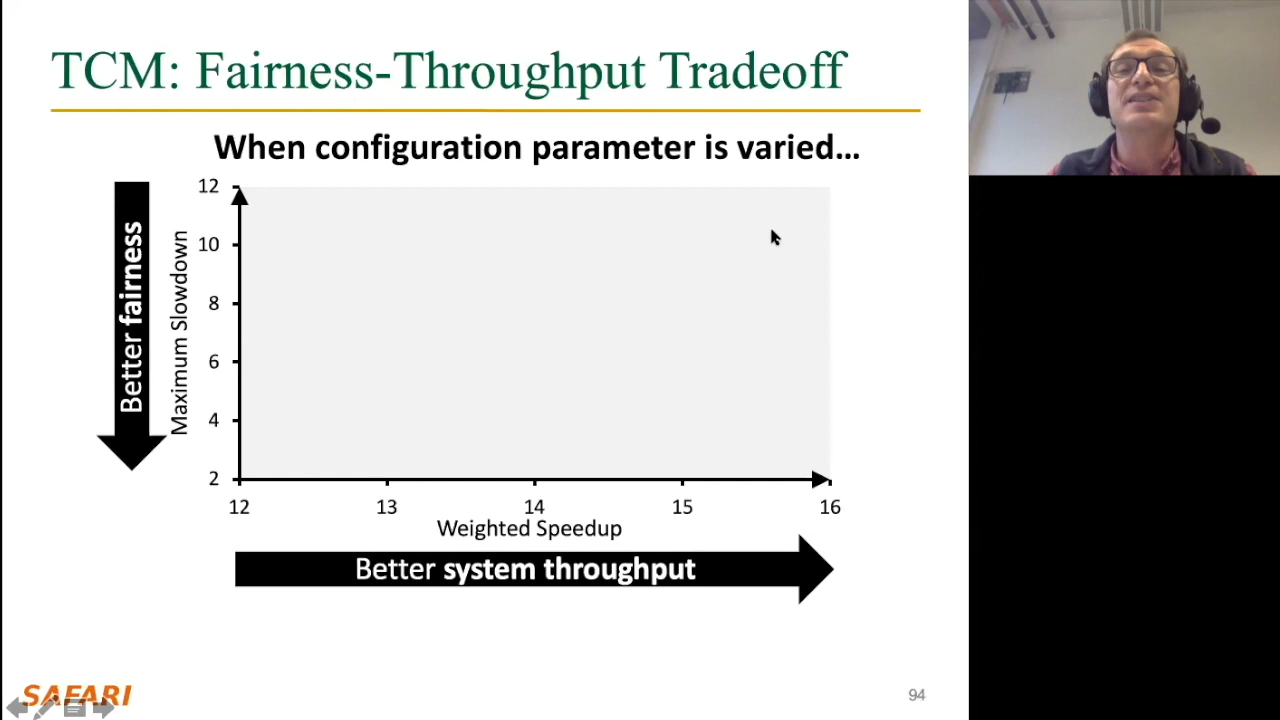 TCM: Fairness-Throughput Tradeoff
When configuration parameter is varied...
Better fairness
Maximum Slowdown
12
10
8
6
4
2
12 13 14 15 16
Weighted Speedup
Better system throughput
SAFARI
94